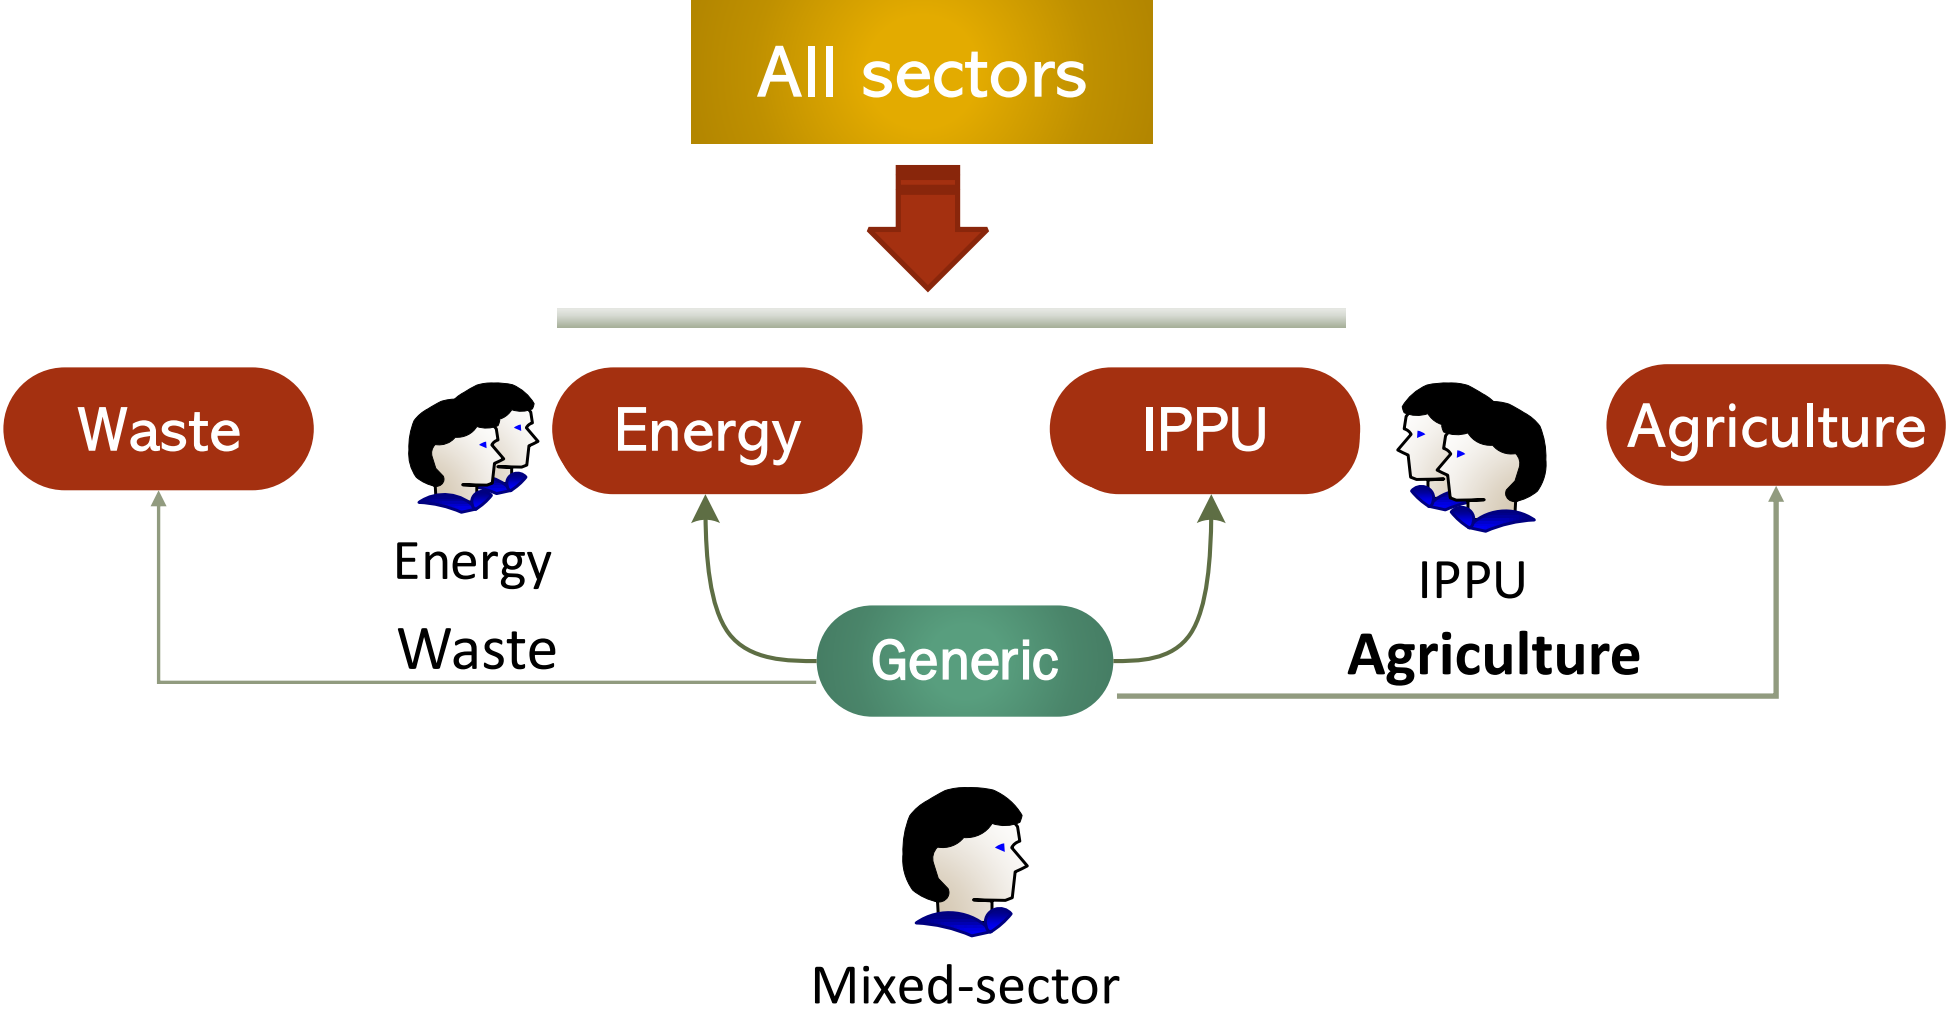 All sectors
Waste
Energy
IPPU
Agriculture
Energy
Waste
Generic
IPPU
Agriculture
Mixed-sector